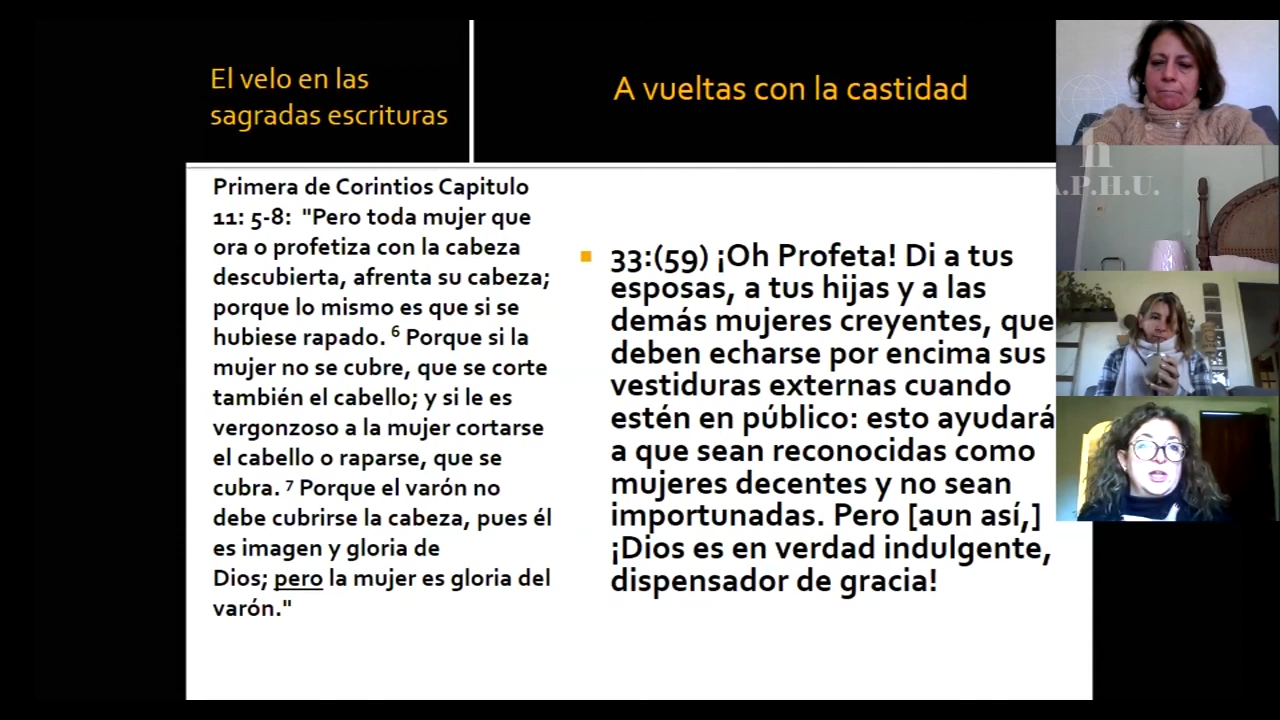 El velo en las
sagradas escrituras
A vueltas con la castidad
Primera de Corintios Capitulo
11: 5-8: "Pero toda mujer que
ora o profetiza con la cabeza
descubierta, afrenta su cabeza;
porque lo mismo es que si se
hubiese rapado. ⁶ Porque si la
mujer no se cubre, que se corte
también el cabello; y si le es
vergonzoso a la mujer cortarse
el cabello o raparse, que se
cubra. ⁷ Porque el varón no
debe cubrirse la cabeza, pues él
es imagen y gloria de
Dios; pero la mujer es gloria del
varón."
33:(59) ¡Oh Profeta! Di a tus
esposas, a tus hijas y a las
demás mujeres creyentes, que
deben echarse por encima sus
vestiduras externas cuando
estén en público: esto ayudará
a que sean reconocidas como
mujeres decentes y no sean
importunadas. Pero [aun así,]
¡Dios es en verdad indulgente,
dispensador de gracia!
h
A.P.H.U.